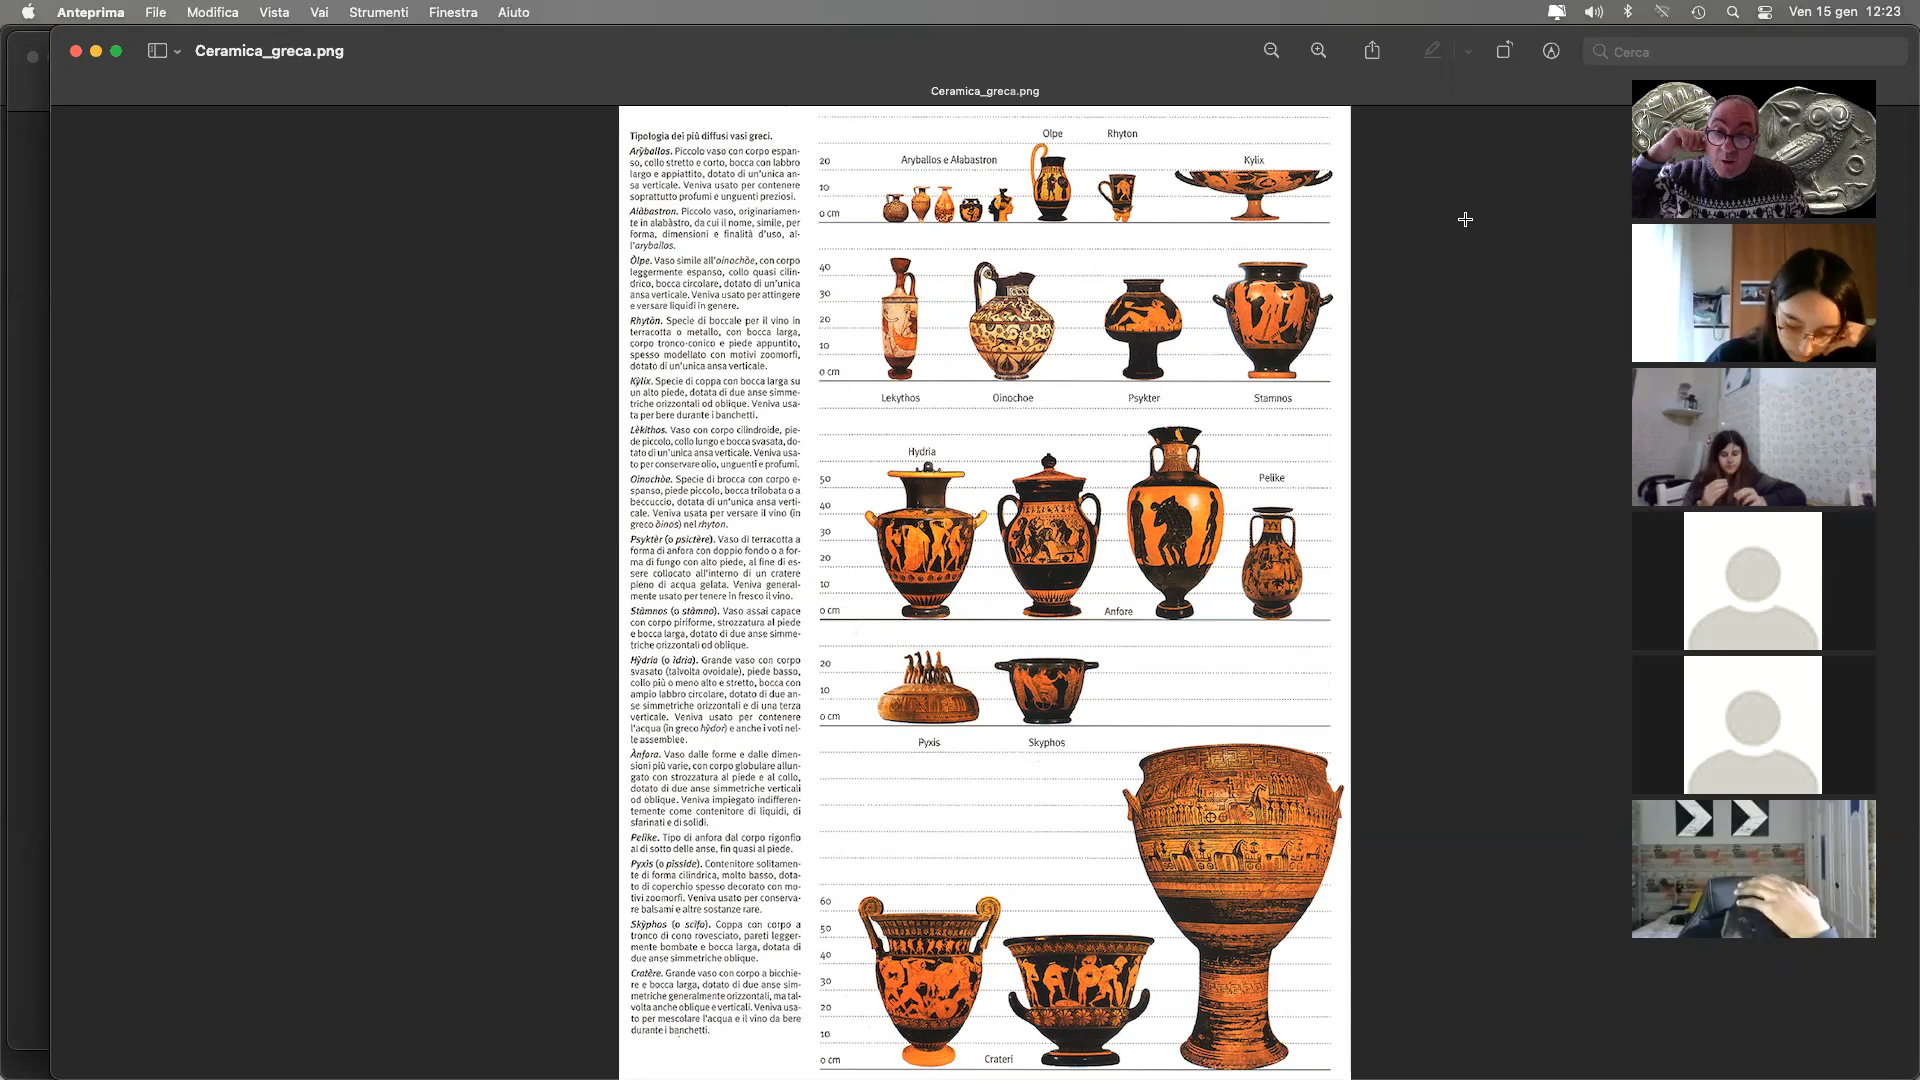 Anteprima File Modifica Vista Vai Strumenti Finestra Aiuto Ven 15 gen 12:23
Ceramica_greca.png
Cerca
Ceramica_greca.png
Tipologia dei più diffusi vasi greci.
Arỳballos. Piccolo vaso con corpo espan-
so, collo stretto e corto, bocca con labbro
largo e appiattito, dotato di un'unica an-
sa verticale. Veniva usato per contenere
soprattutto profumi e unguenti preziosi.
Alàbastron. Piccolo vaso, originariamen-
te in alabàstro, da cui il nome, simile, per
forma, dimensioni e finalità d'uso, al-
l'aryballos.
Òlpe. Vaso simile all'oinochòe, con corpo
leggermente espanso, collo quasi cilin-
drico, bocca circolare, dotato di un'unica
ansa verticale. Veniva usato per attingere
e versare liquidi in genere.
Rhytòn. Specie di boccale per il vino in
terracotta o metallo, con bocca larga,
corpo tronco-conico e piede appuntito,
spesso modellato con motivi zoomorfi,
dotato di un'unica ansa verticale.
Kỳlix. Specie di coppa con bocca larga su
un alto piede, dotata di due anse simme-
triche orizzontali od oblique. Veniva usa-
ta per bere durante i banchetti.
Lèkithos. Vaso con corpo cilindroide, pie-
de piccolo, collo lungo e bocca svasata, do-
tato di un'unica ansa verticale. Veniva usa-
to per conservare olio, unguenti e profumi.
Oinochòe. Specie di brocca con corpo e-
spanso, piede piccolo, bocca trilobata o a
beccuccio, dotata di un'unica ansa verti-
cale. Veniva usata per versare il vino (in
greco òinos) nel rhyton.
Psyktèr (o psictère). Vaso di terracotta a
forma di anfora con doppio fondo o a for-
ma di fungo con alto piede, al fine di es-
sere collocato all'interno di un cratere
pieno di acqua gelata. Veniva general-
mente usato per tenere in fresco il vino.
Stàmnos (o stàmno). Vaso assai capace
con corpo piriforme, strozzatura al piede
e bocca larga, dotato di due anse simme-
triche orizzontali od oblique.
Hỳdria (o ìdria). Grande vaso con corpo
svasato (talvolta ovoidale), piede basso,
collo più o meno alto e stretto, bocca con
ampio labbro circolare, dotato di due an-
se simmetriche orizzontali e di una terza
verticale. Veniva usato per contenere
l'acqua (in greco hỳdor) e anche i voti nel-
le assemblee.
Ànfora. Vaso dalle forme e dalle dimen-
sioni più varie, con corpo globulare allun-
gato con strozzatura al piede e al collo,
dotato di due anse simmetriche verticali
od oblique. Veniva impiegato indifferen-
temente come contenitore di liquidi, di
sfarinati e di solidi.
Pelìke. Tipo di anfora dal corpo rigonfio
al di sotto delle anse, fin quasi al piede.
Pyxìs (o pìsside). Contenitore solitamen-
te di forma cilindrica, molto basso, dota-
to di coperchio spesso decorato con mo-
tivi zoomorfi. Veniva usato per conserva-
re balsami e altre sostanze rare.
Skỳphos (o scìfo). Coppa con corpo a
tronco di cono rovesciato, pareti legger-
mente bombate e bocca larga, dotata di
due anse simmetriche oblique.
Cratère. Grande vaso con corpo a bicchie-
re e bocca larga, dotato di due anse sim-
metriche generalmente orizzontali, ma tal-
volta anche oblique e verticali. Veniva usa-
to per mescolare l'acqua e il vino da bere
durante i banchetti.
Olpe Rhyton
Aryballos e Alabastron Kylix
20
10
0 cm
40
30
20
10
0 cm
Lekythos Oinochoe Psykter Stamnos
Hydria
Pelike
50
40
30
20
10
0 cm
Anfore
20
10
0 cm
Pyxis Skyphos
60
50
40
30
20
10
0 cm
Crateri